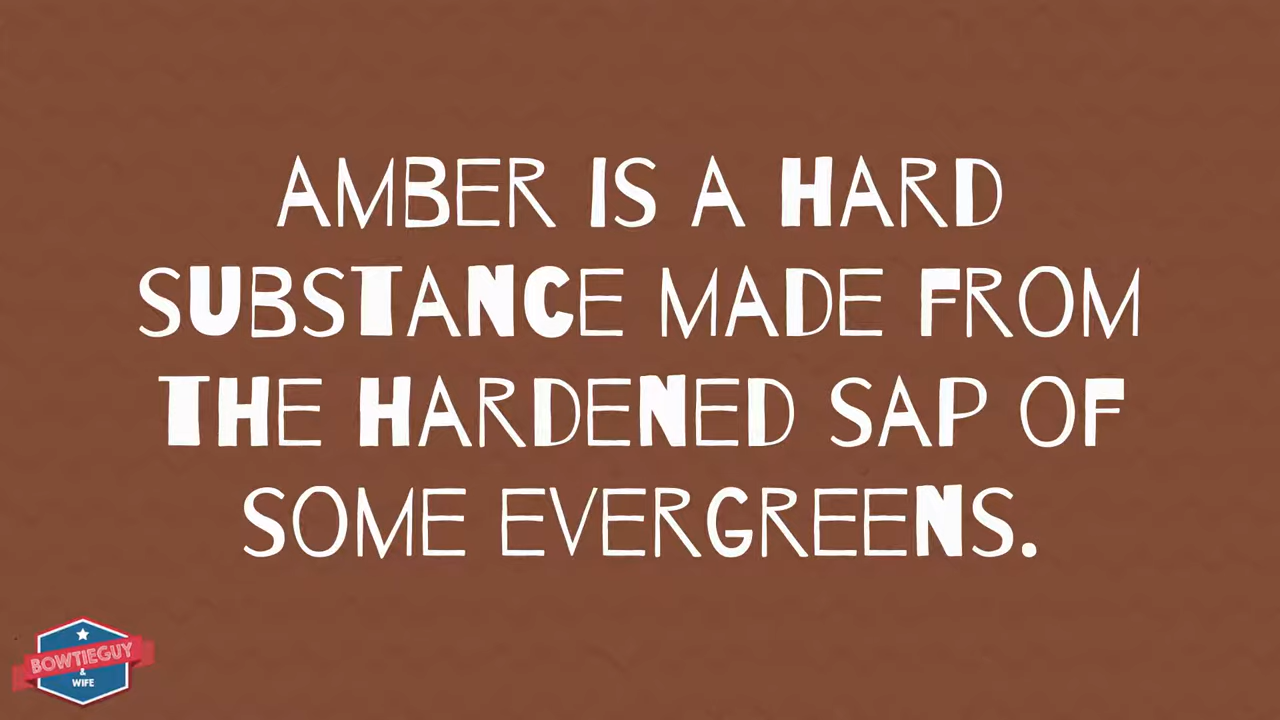 AMBER IS A HARD
SUBSTANCE MADE FROM
THE HARDENED SAP OF
SOME EVERGREENS.
BOWTIEGUY
&
WIFE